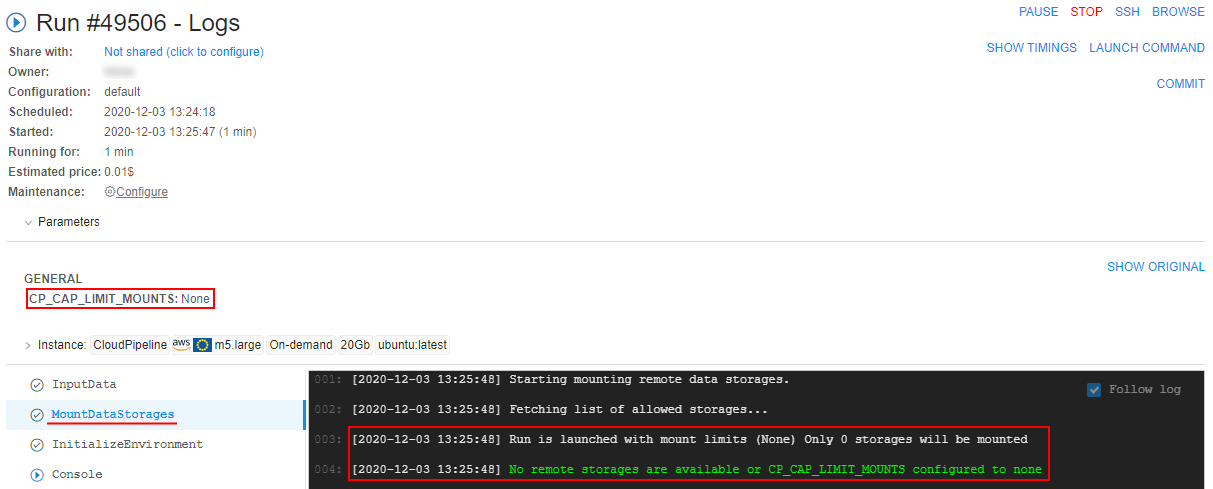 Run #49506 - Logs
PAUSE STOP SSH BROWSE
Share with: Not shared (click to configure)
SHOW TIMINGS LAUNCH COMMAND
Owner:
Configuration: default
COMMIT
Scheduled: 2020-12-03 13:24:18
Started: 2020-12-03 13:25:47 (1 min)
Running for: 1 min
Estimated price: 0.01$
Maintenance: Configure
Parameters
SHOW ORIGINAL
GENERAL
CP_CAP_LIMIT_MOUNTS: None
Instance: CloudPipeline aws m5.large On-demand 20Gb ubuntu:latest
InputData
MountDataStorages
InitializeEnvironment
Console
001: [2020-12-03 13:25:48] Starting mounting remote data storages.
Follow log
002: [2020-12-03 13:25:48] Fetching list of allowed storages...
003: [2020-12-03 13:25:48] Run is launched with mount limits (None) Only 0 storages will be mounted
004: [2020-12-03 13:25:48] No remote storages are available or CP_CAP_LIMIT_MOUNTS configured to none